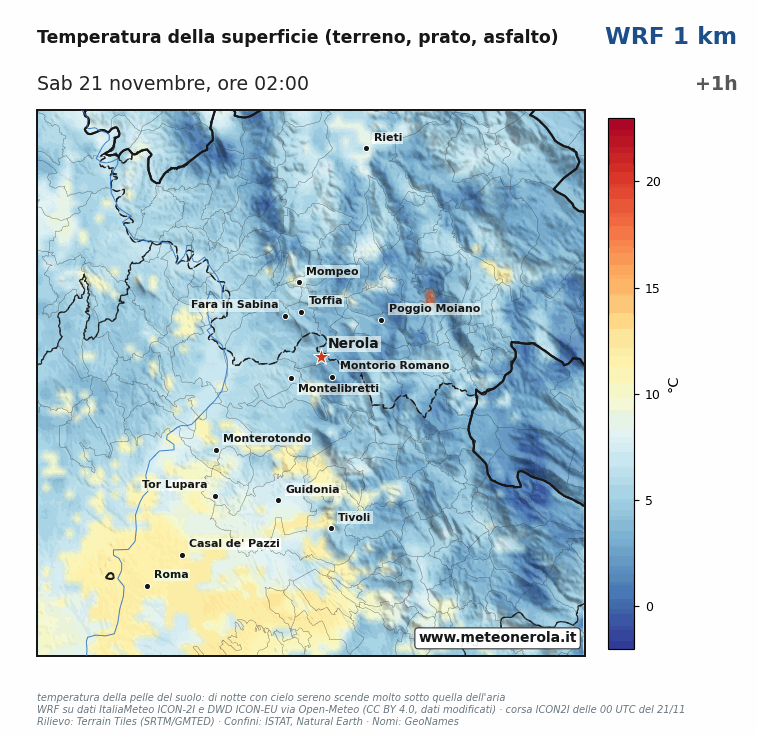 Temperatura della superficie (terreno, prato, asfalto)
WRF 1 km
Sab 21 novembre, ore 02:00
+1h
Rieti
Mompeo
Fara in Sabina
Toffia
Poggio Moiano
Nerola
Montorio Romano
Montelibretti
Monterotondo
Tor Lupara
Guidonia
Tivoli
Casal de' Pazzi
Roma
www.meteonerola.it
20
15
10
5
0
°C
temperatura della pelle del suolo: di notte con cielo sereno scende molto sotto quella dell'aria
WRF su dati ItaliaMeteo ICON-2I e DWD ICON-EU via Open-Meteo (CC BY 4.0, dati modificati) · corsa ICON2I delle 00 UTC del 21/11
Rilievo: Terrain Tiles (SRTM/GMTED) · Confini: ISTAT, Natural Earth · Nomi: GeoNames